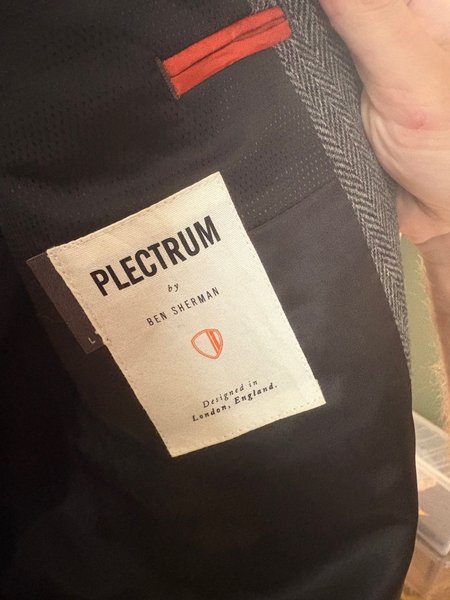 PLECTRUM
by
BEN SHERMAN
Designed in
London, England.
L